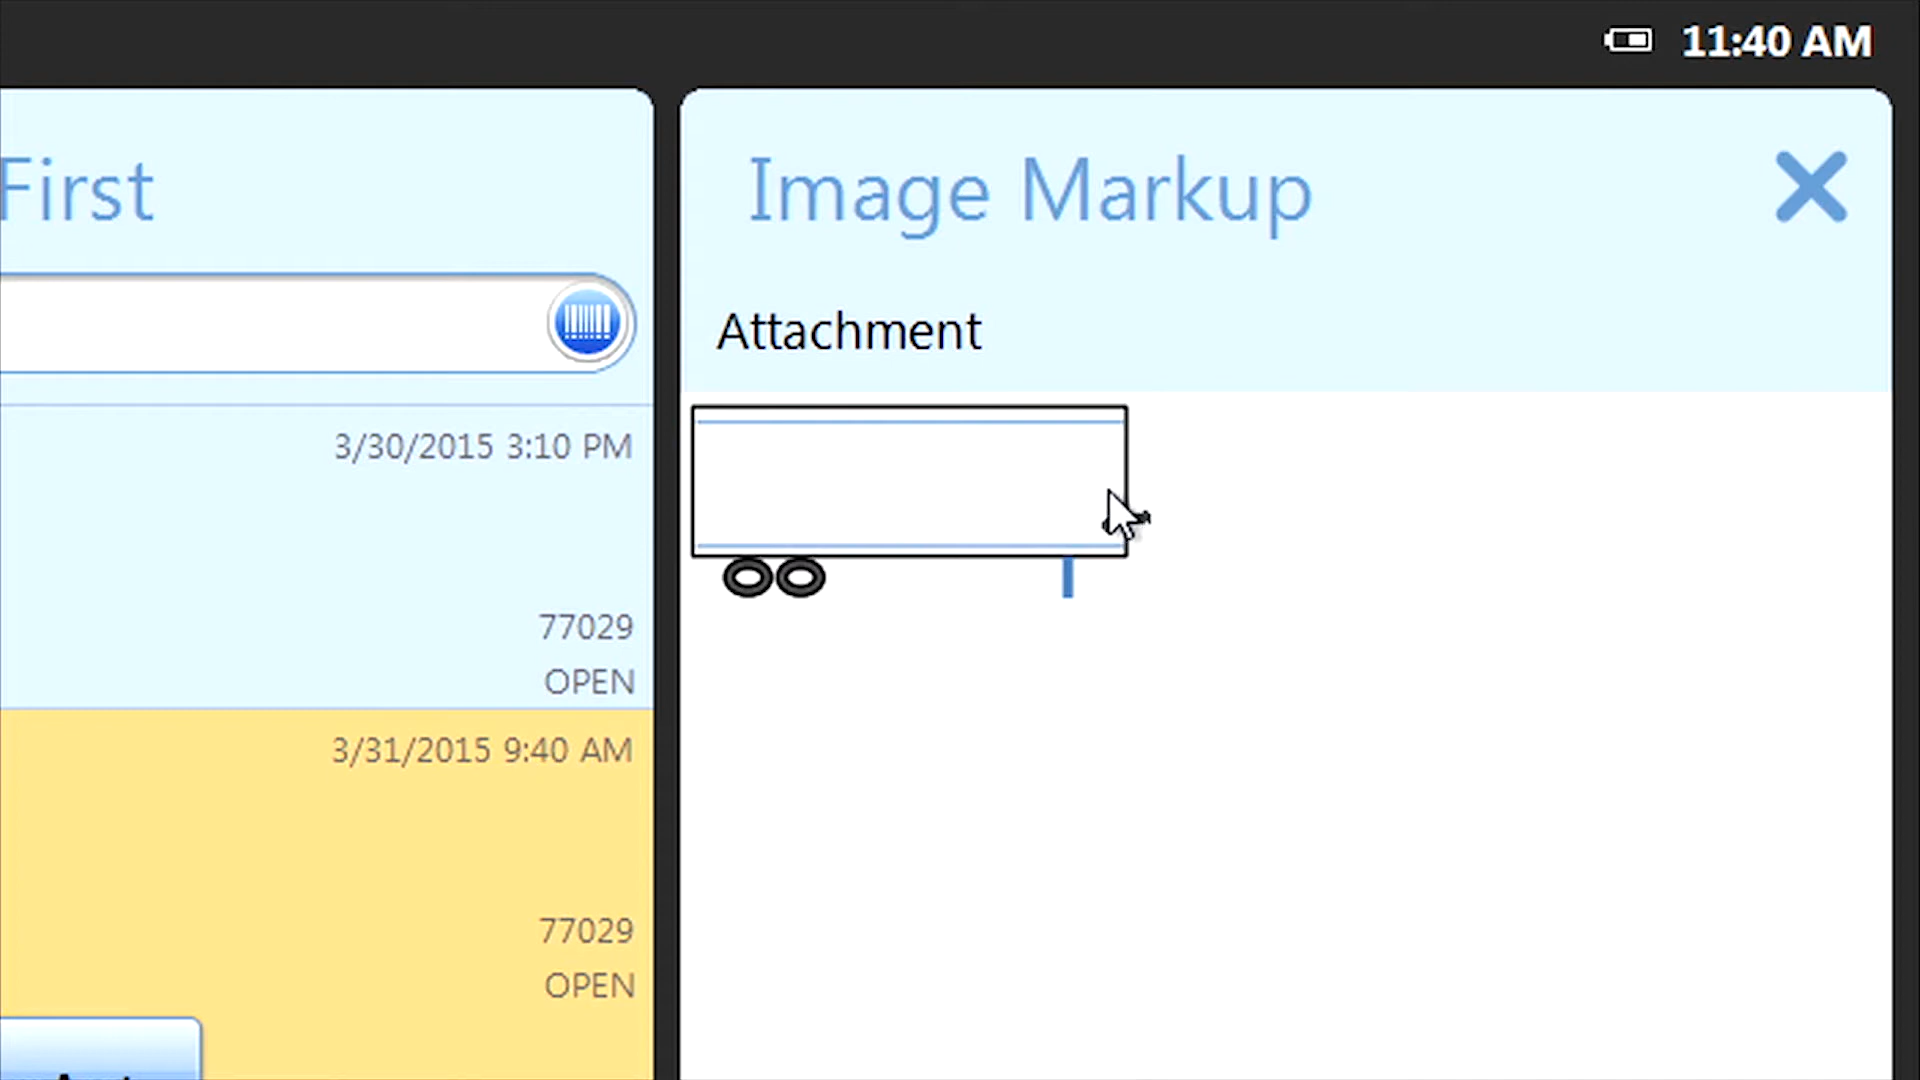 11:40 AM
First
Image Markup
Attachment
3/30/2015 3:10 PM
77029
OPEN
3/31/2015 9:40 AM
77029
OPEN